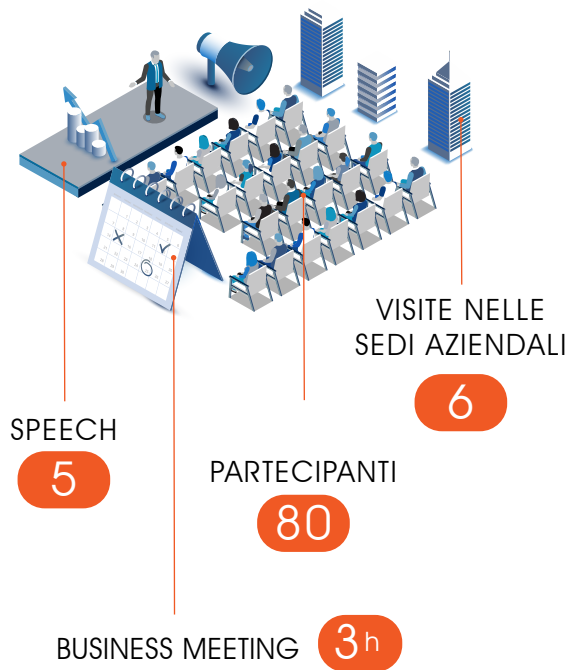 VISITE NELLE
SEDI AZIENDALI
6
SPEECH
5
PARTECIPANTI
80
BUSINESS MEETING 3h